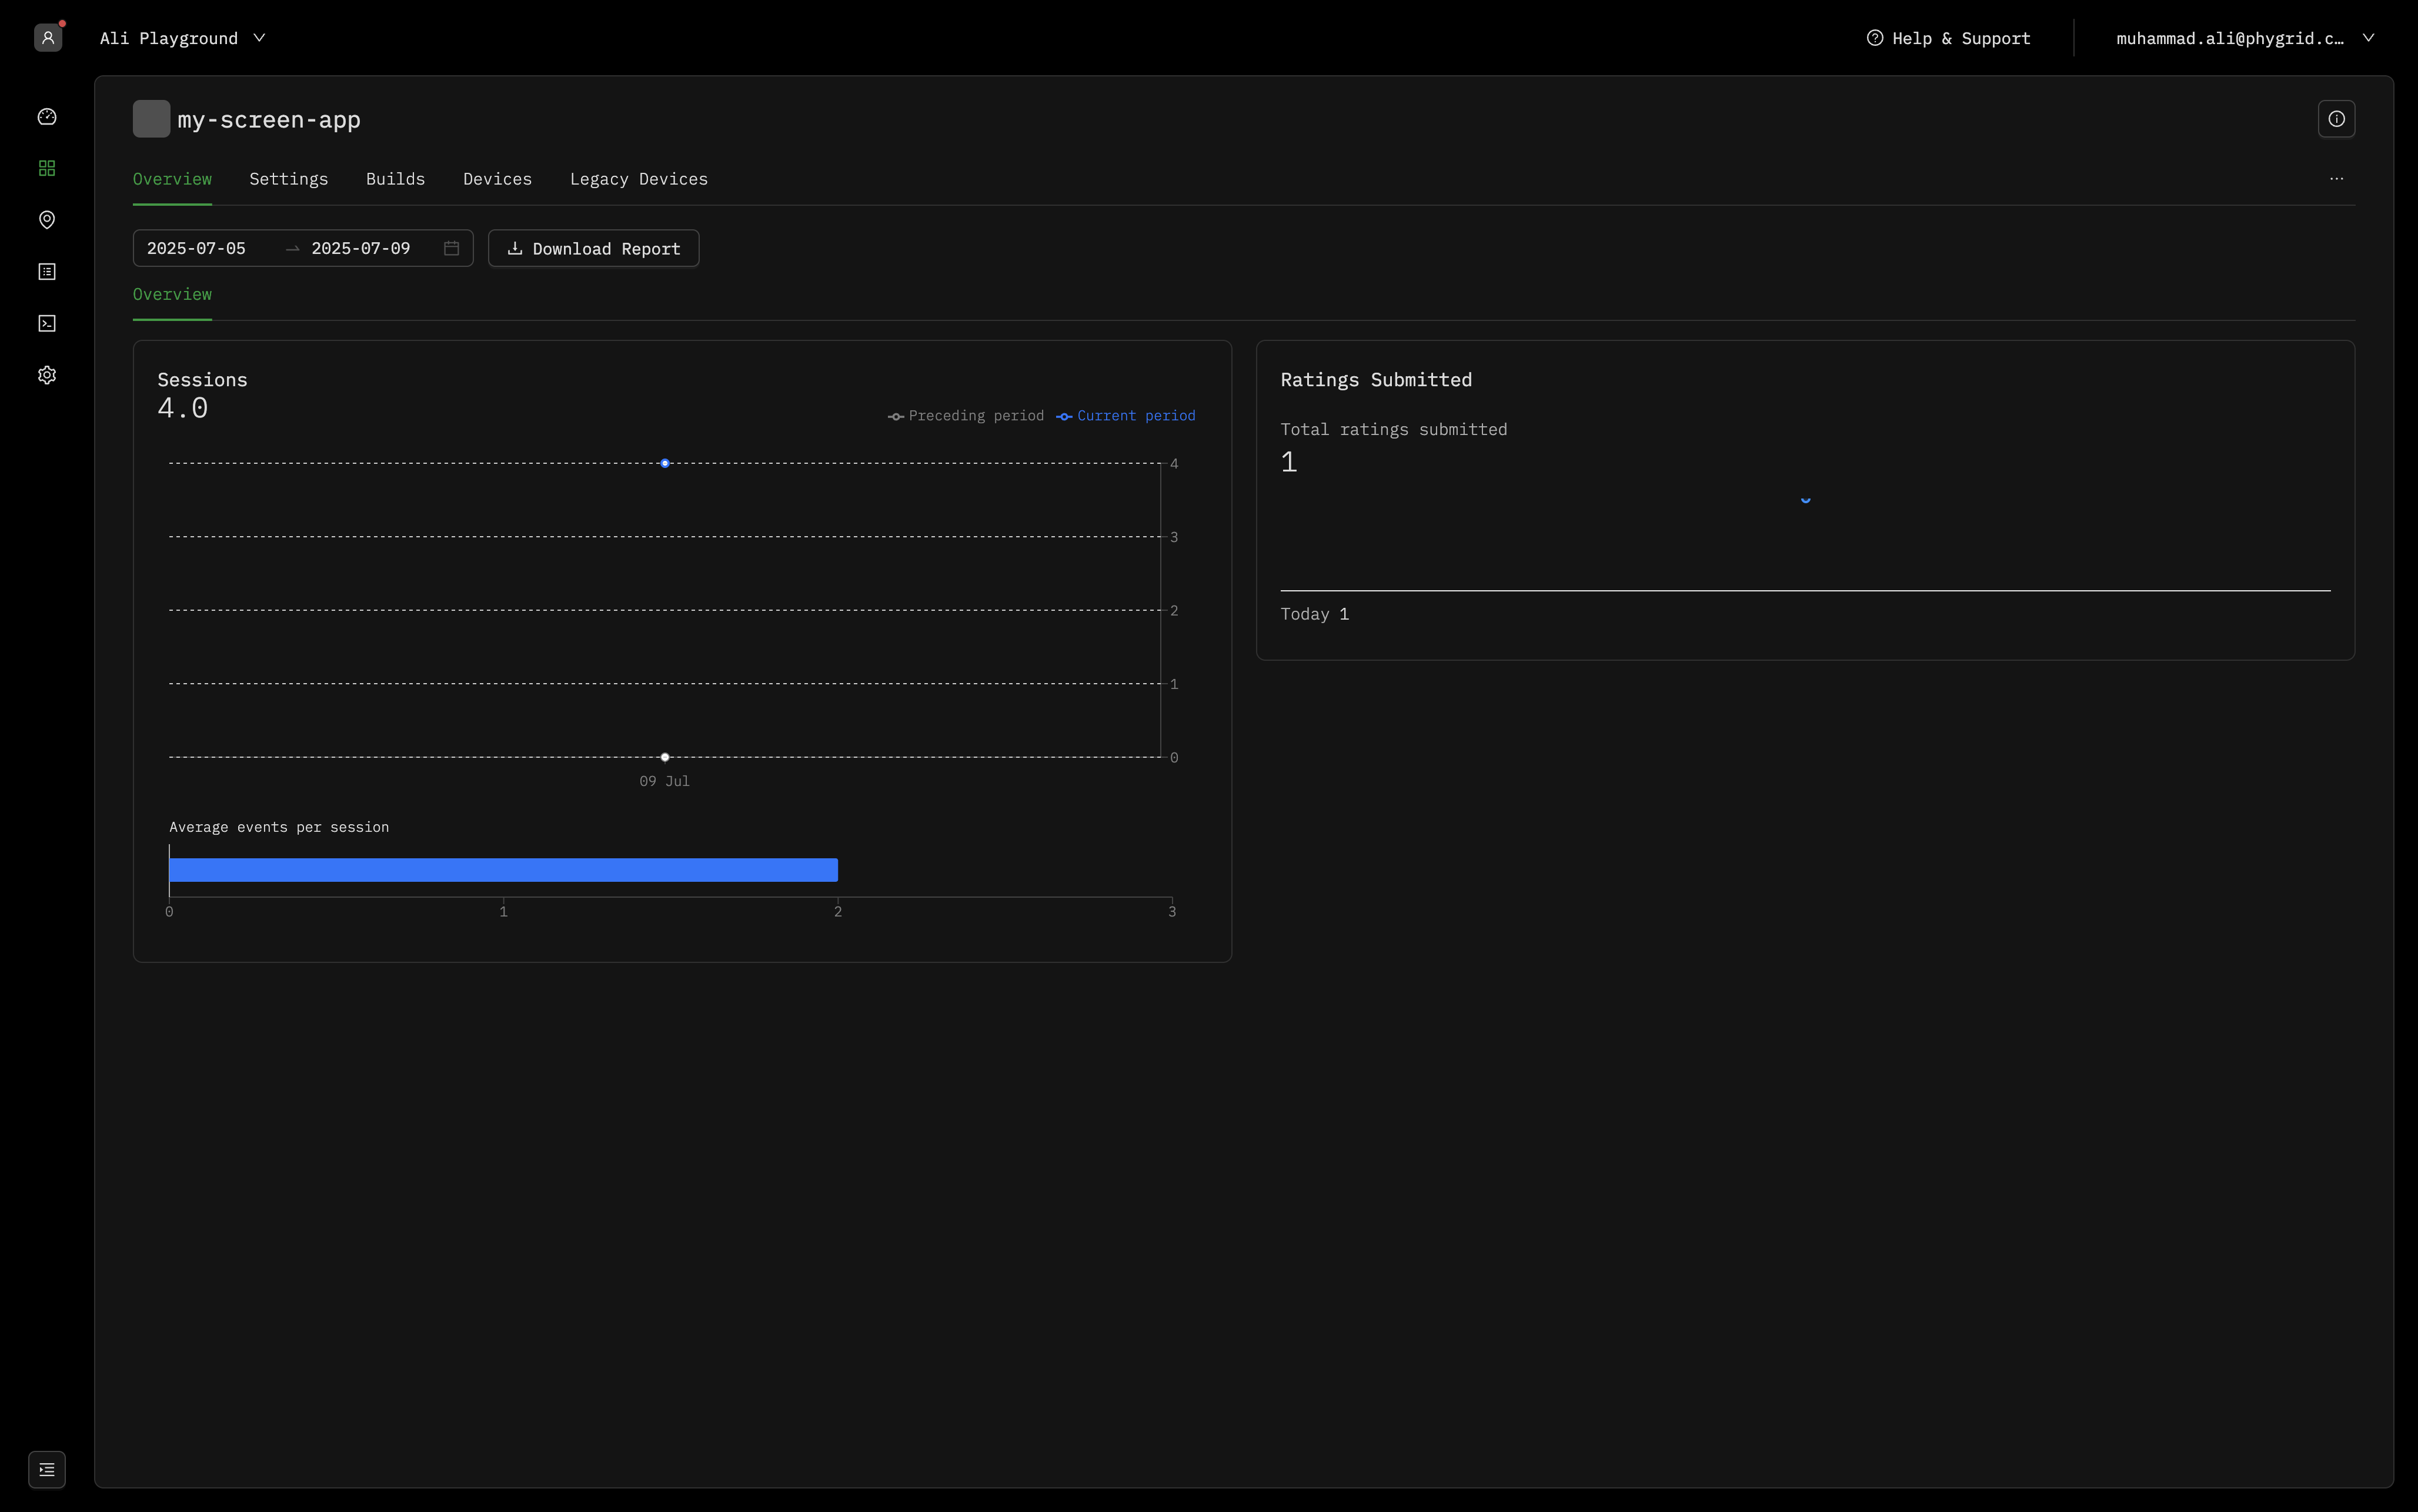 Ali Playground
Help & Support
muhammad.ali@phygrid.c…
my-screen-app
Overview
Settings
Builds
Devices
Legacy Devices
2025-07-05
2025-07-09
Download Report
Overview
Sessions
4.0
Preceding period
Current period
4
3
2
1
0
09 Jul
Average events per session
0
1
2
3
Ratings Submitted
Total ratings submitted
1
Today 1